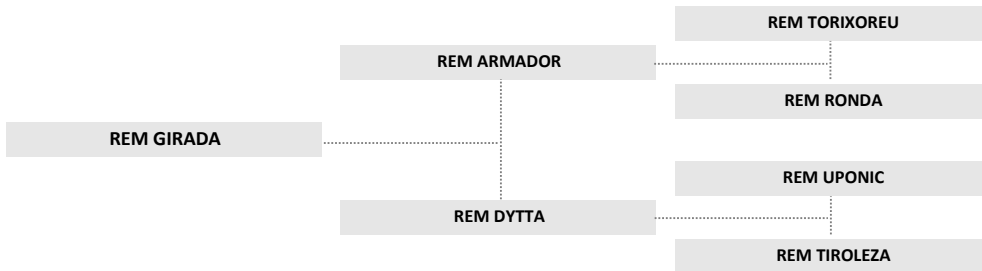 REM TORIXOREU
REM ARMADOR
REM RONDA
REM GIRADA
REM UPONIC
REM DYTTA
REM TIROLEZA